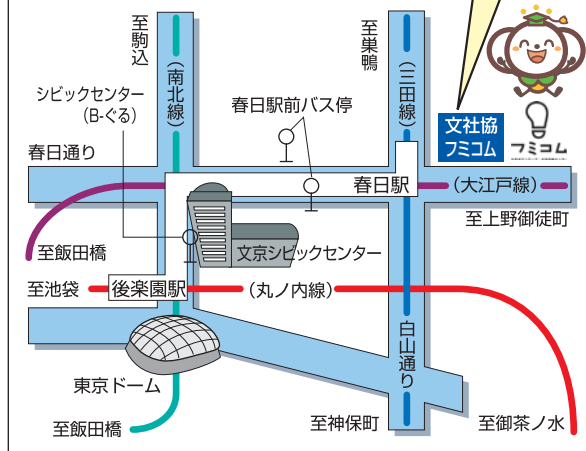 至駒込
(南北線)
至巣鴨
(三田線)
シビックセンター
(B-ぐる)
春日駅前バス停
文社協
フミコム
フミコム
春日通り
春日駅
(大江戸線)
至上野御徒町
至飯田橋
文京シビックセンター
至池袋
後楽園駅
(丸ノ内線)
白山通り
東京ドーム
至飯田橋
至神保町
至御茶ノ水